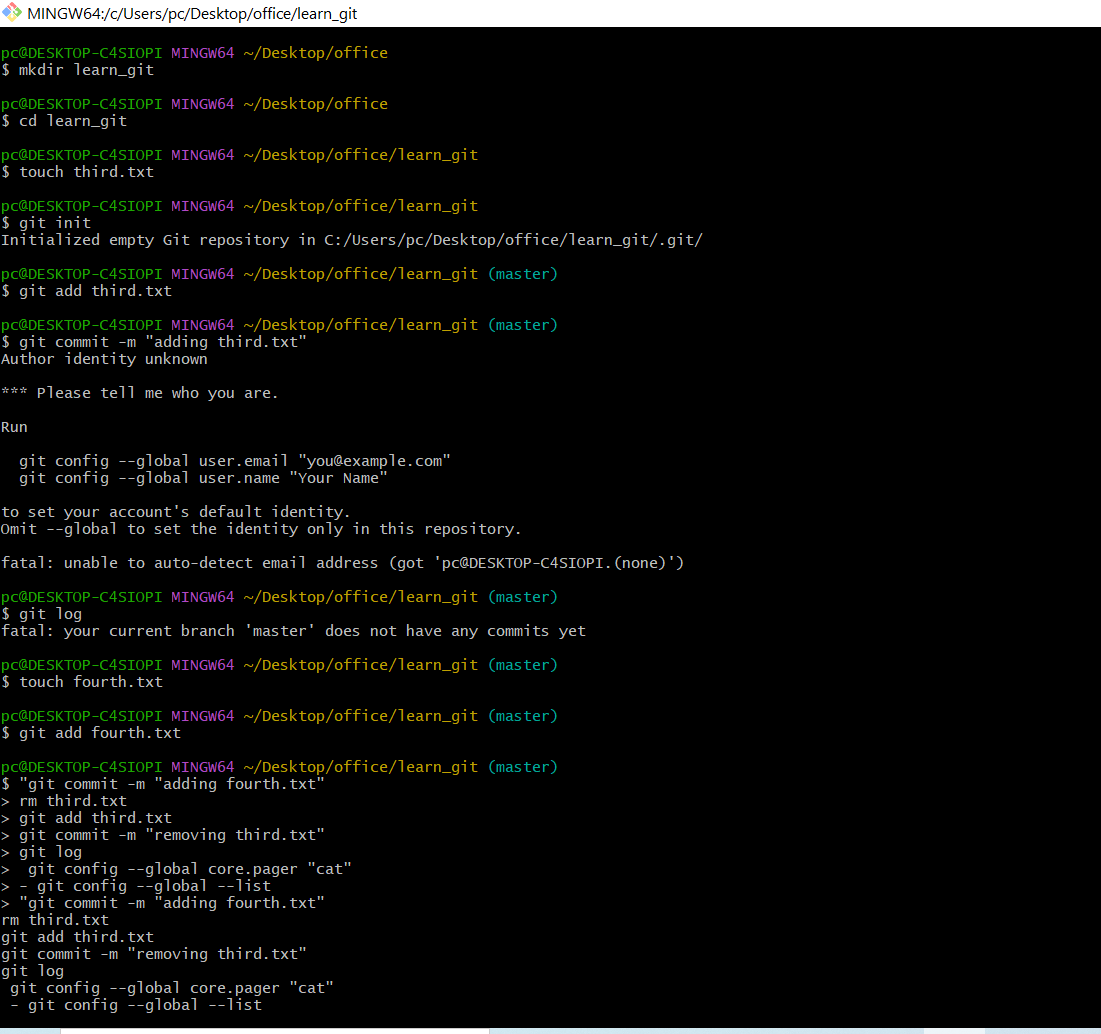 MINGW64:/c/Users/pc/Desktop/office/learn_git
pc@DESKTOP-C4SIOPI MINGW64 ~/Desktop/office
$ mkdir learn_git
pc@DESKTOP-C4SIOPI MINGW64 ~/Desktop/office
$ cd learn_git
pc@DESKTOP-C4SIOPI MINGW64 ~/Desktop/office/learn_git
$ touch third.txt
pc@DESKTOP-C4SIOPI MINGW64 ~/Desktop/office/learn_git
$ git init
Initialized empty Git repository in C:/Users/pc/Desktop/office/learn_git/.git/
pc@DESKTOP-C4SIOPI MINGW64 ~/Desktop/office/learn_git (master)
$ git add third.txt
pc@DESKTOP-C4SIOPI MINGW64 ~/Desktop/office/learn_git (master)
$ git commit -m "adding third.txt"
Author identity unknown
*** Please tell me who you are.
Run
  git config --global user.email "you@example.com"
  git config --global user.name "Your Name"
to set your account's default identity.
Omit --global to set the identity only in this repository.
fatal: unable to auto-detect email address (got 'pc@DESKTOP-C4SIOPI.(none)')
pc@DESKTOP-C4SIOPI MINGW64 ~/Desktop/office/learn_git (master)
$ git log
fatal: your current branch 'master' does not have any commits yet
pc@DESKTOP-C4SIOPI MINGW64 ~/Desktop/office/learn_git (master)
$ touch fourth.txt
pc@DESKTOP-C4SIOPI MINGW64 ~/Desktop/office/learn_git (master)
$ git add fourth.txt
pc@DESKTOP-C4SIOPI MINGW64 ~/Desktop/office/learn_git (master)
$ "git commit -m "adding fourth.txt"
> rm third.txt
> git add third.txt
> git commit -m "removing third.txt"
> git log
>  git config --global core.pager "cat"
> - git config --global --list
> "git commit -m "adding fourth.txt"
rm third.txt
git add third.txt
git commit -m "removing third.txt"
git log
 git config --global core.pager "cat"
 - git config --global --list